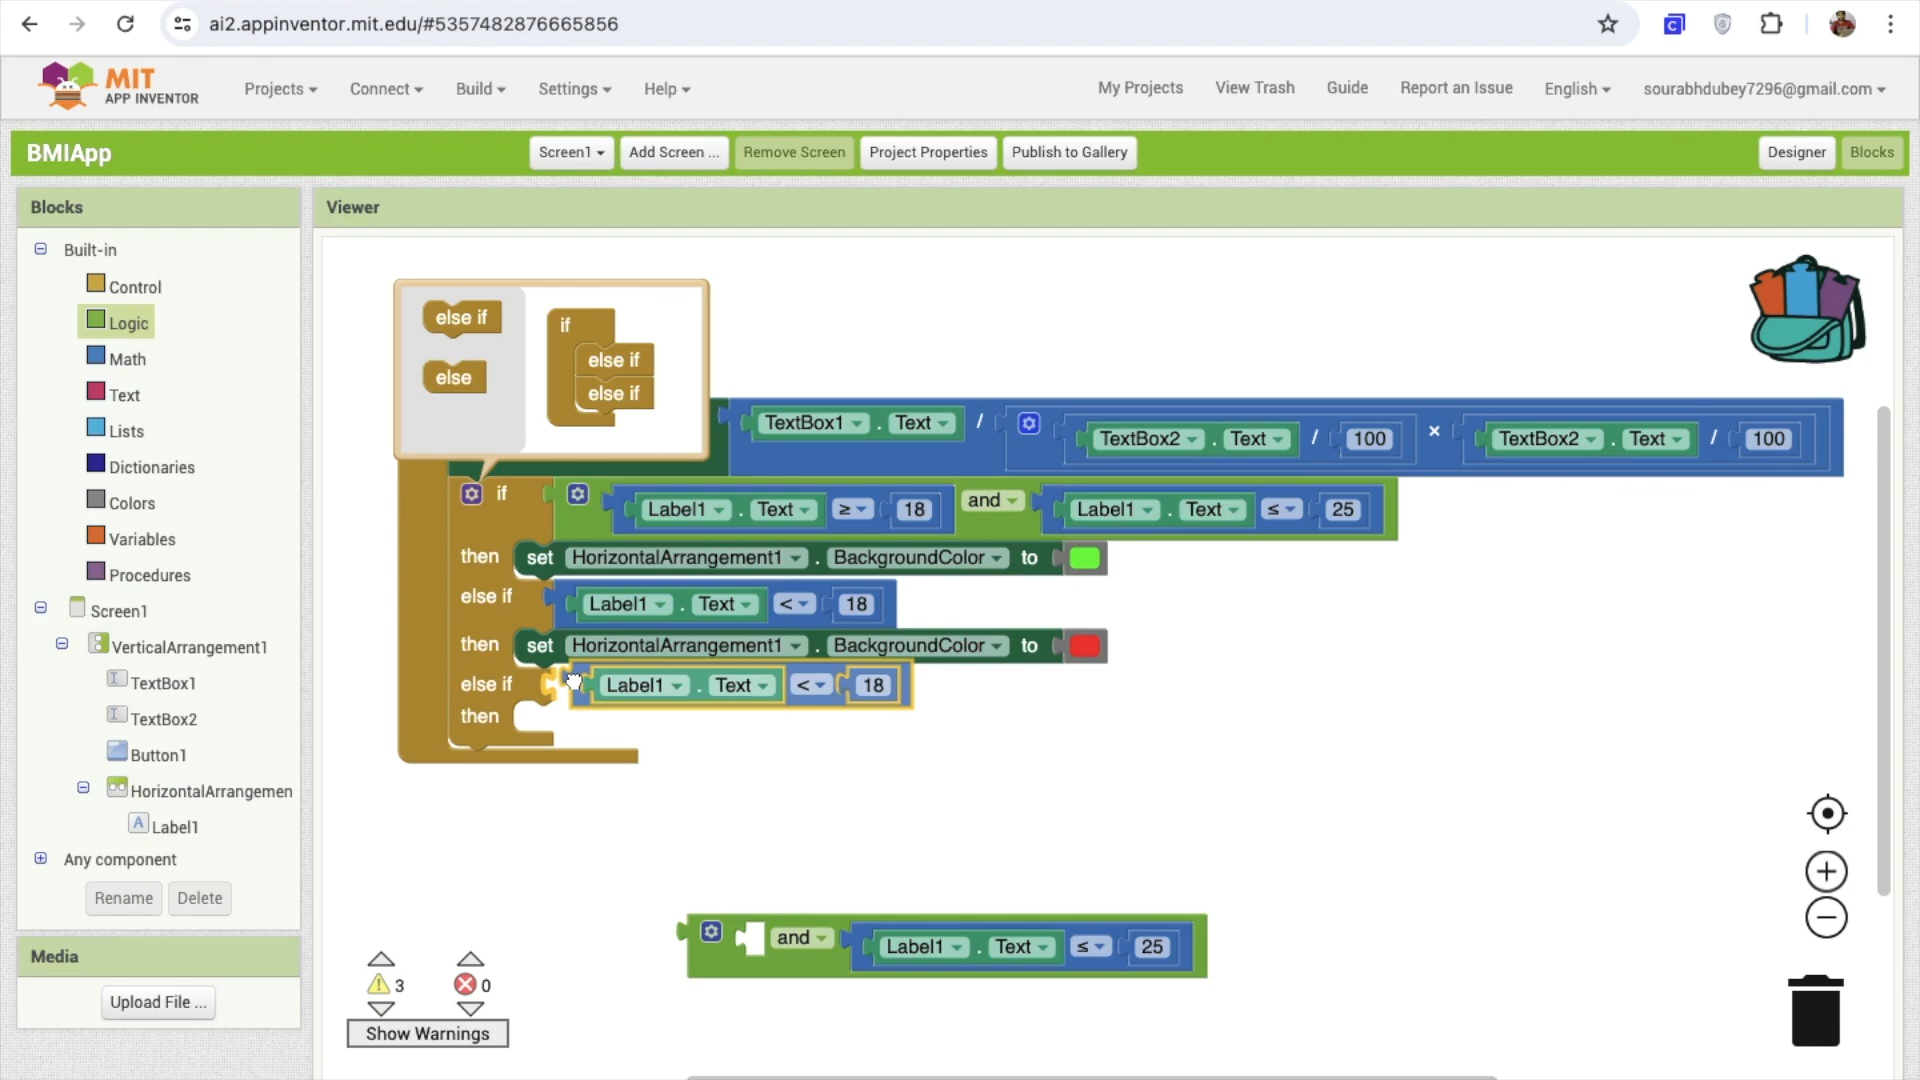 ai2.appinventor.mit.edu/#5357482876665856
MIT
APP INVENTOR
Projects Connect Build Settings Help My Projects View Trash Guide Report an Issue English sourabhdubey7296@gmail.com
BMIApp Screen1 Add Screen ... Remove Screen Project Properties Publish to Gallery Designer Blocks
Blocks
Built-in
Control
Logic
Math
Text
Lists
Dictionaries
Colors
Variables
Procedures
Screen1
VerticalArrangement1
TextBox1
TextBox2
Button1
HorizontalArrangemen
A Label1
Any component
Rename Delete
Media
Upload File ...
Viewer
else if
else
if
else if
else if
TextBox1 . Text / TextBox2 . Text / 100 × TextBox2 . Text / 100
if Label1 . Text ≥ 18 and Label1 . Text ≤ 25
then set HorizontalArrangement1 . BackgroundColor to
else if Label1 . Text < 18
then set HorizontalArrangement1 . BackgroundColor to
else if Label1 . Text < 18
then
and Label1 . Text ≤ 25
3 0
Show Warnings